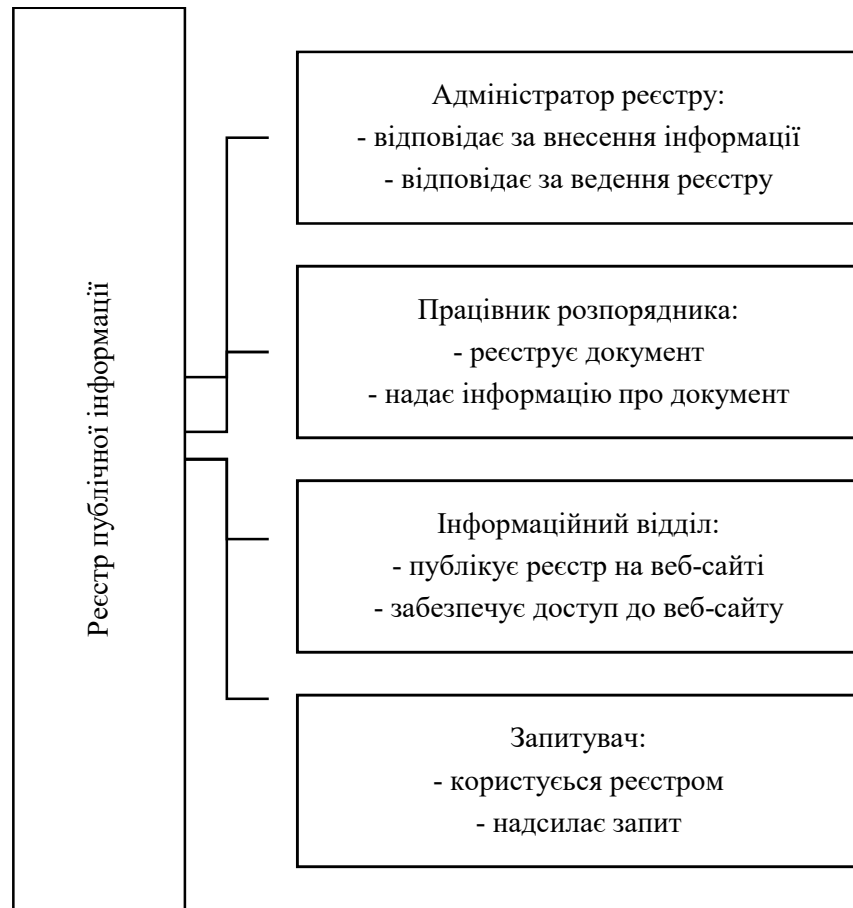 Реєстр публічної інформації
Адміністратор реєстру:
- відповідає за внесення інформації
- відповідає за ведення реєстру
Працівник розпорядника:
- реєструє документ
- надає інформацію про документ
Інформаційний відділ:
- публікує реєстр на веб-сайті
- забезпечує доступ до веб-сайту
Запитувач:
- користується реєстром
- надсилає запит